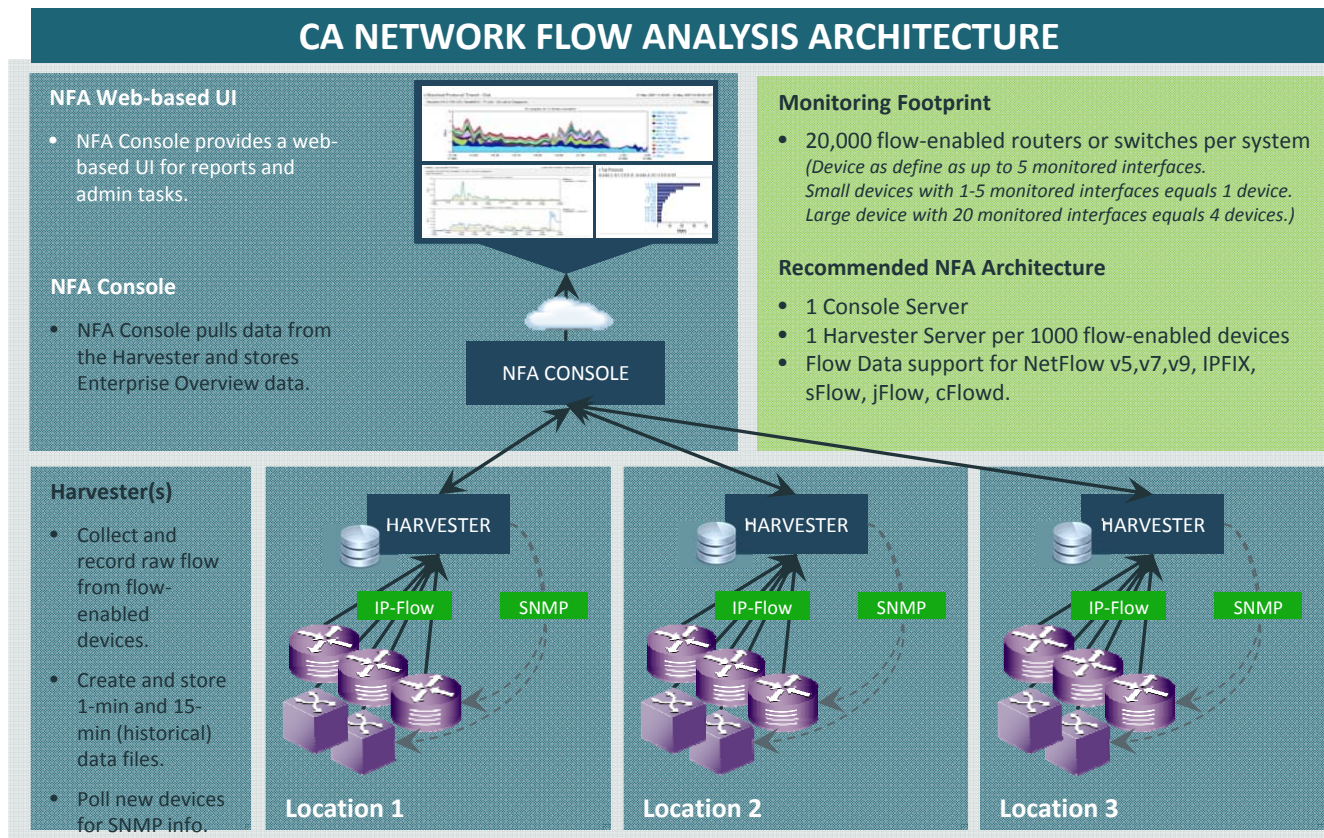 CA NETWORK FLOW ANALYSIS ARCHITECTURE
NFA Web-based UI
• NFA Console provides a web-
based UI for reports and
admin tasks.
NFA Console
• NFA Console pulls data from
the Harvester and stores
Enterprise Overview data.
NFA CONSOLE
Monitoring Footprint
• 20,000 flow-enabled routers or switches per system
(Device as define as up to 5 monitored interfaces.
Small devices with 1-5 monitored interfaces equals 1 device.
Large device with 20 monitored interfaces equals 4 devices.)
Recommended NFA Architecture
• 1 Console Server
• 1 Harvester Server per 1000 flow-enabled devices
• Flow Data support for NetFlow v5,v7,v9, IPFIX,
sFlow, jFlow, cFlowd.
Harvester(s)
• Collect and
record raw flow
from flow-
enabled
devices.
• Create and store
1-min and 15-
min (historical)
data files.
• Poll new devices
for SNMP info.
HARVESTER
IP-Flow
SNMP
Location 1
HARVESTER
IP-Flow
SNMP
Location 2
HARVESTER
IP-Flow
SNMP
Location 3